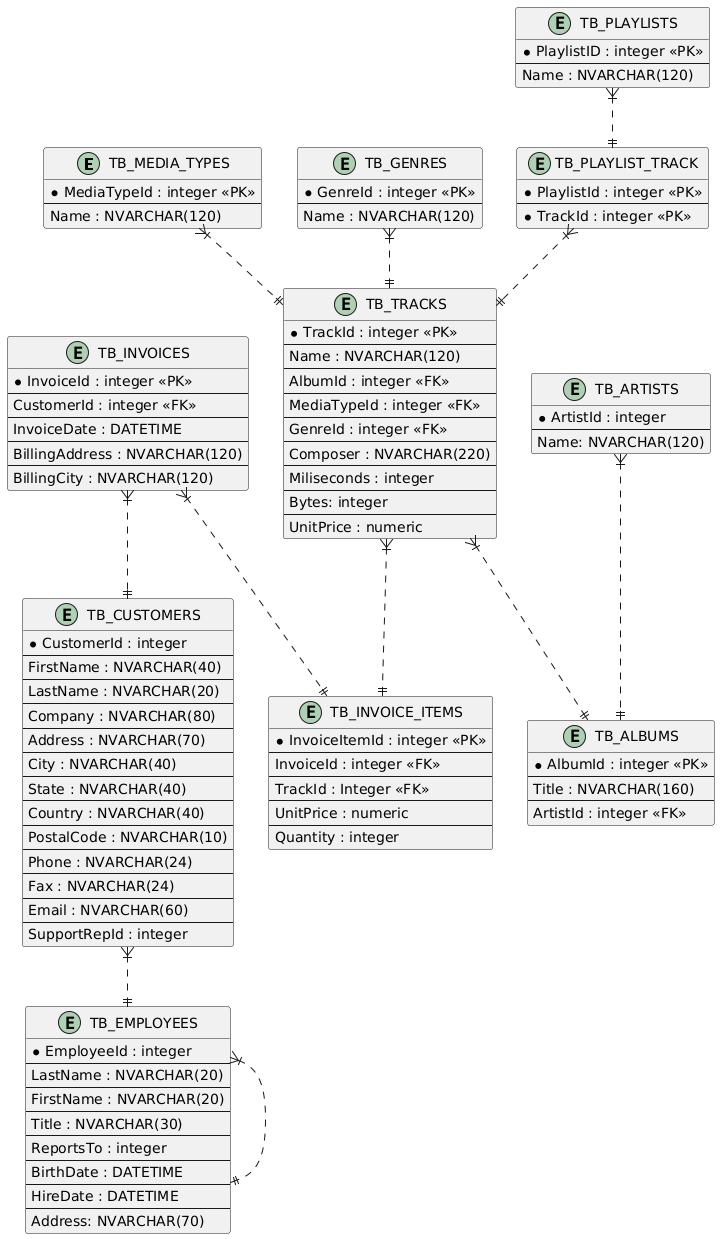 E TB_PLAYLISTS
PlaylistID : integer «PK»
Name : NVARCHAR(120)
E TB_MEDIA_TYPES
MediaTypeId : integer «PK»
Name : NVARCHAR(120)
E TB_GENRES
GenreId : integer «PK»
Name : NVARCHAR(120)
E TB_PLAYLIST_TRACK
PlaylistId : integer «PK»
TrackId : integer «PK»
E TB_TRACKS
TrackId : integer «PK»
Name : NVARCHAR(120)
AlbumId : integer «FK»
MediaTypeId : integer «FK»
GenreId : integer «FK»
Composer : NVARCHAR(220)
Miliseconds : integer
Bytes: integer
UnitPrice : numeric
E TB_INVOICES
InvoiceId : integer «PK»
CustomerId : integer «FK»
InvoiceDate : DATETIME
BillingAddress : NVARCHAR(120)
BillingCity : NVARCHAR(120)
E TB_ARTISTS
ArtistId : integer
Name: NVARCHAR(120)
E TB_CUSTOMERS
CustomerId : integer
FirstName : NVARCHAR(40)
LastName : NVARCHAR(20)
Company : NVARCHAR(80)
Address : NVARCHAR(70)
City : NVARCHAR(40)
State : NVARCHAR(40)
Country : NVARCHAR(40)
PostalCode : NVARCHAR(10)
Phone : NVARCHAR(24)
Fax : NVARCHAR(24)
Email : NVARCHAR(60)
SupportRepId : integer
E TB_INVOICE_ITEMS
InvoiceItemId : integer «PK»
InvoiceId : integer «FK»
TrackId : Integer «FK»
UnitPrice : numeric
Quantity : integer
E TB_ALBUMS
AlbumId : integer «PK»
Title : NVARCHAR(160)
ArtistId : integer «FK»
E TB_EMPLOYEES
EmployeeId : integer
LastName : NVARCHAR(20)
FirstName : NVARCHAR(20)
Title : NVARCHAR(30)
ReportsTo : integer
BirthDate : DATETIME
HireDate : DATETIME
Address: NVARCHAR(70)